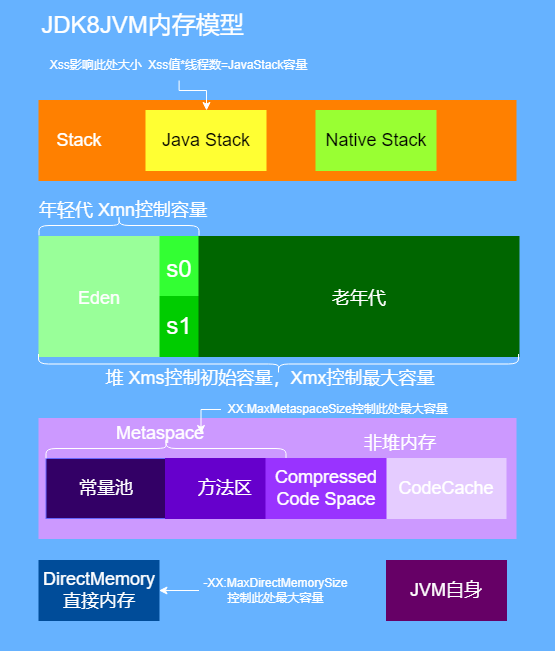 JDK8JVM内存模型
Xss影响此处大小 Xss值*线程数=JavaStack容量
Stack
Java Stack
Native Stack
年轻代 Xmn控制容量
Eden
s0
s1
老年代
堆 Xms控制初始容量，Xmx控制最大容量
XX:MaxMetaspaceSize控制此处最大容量
Metaspace
非堆内存
常量池
方法区
Compressed
Code Space
CodeCache
DirectMemory
直接内存
-XX:MaxDirectMemorySize
控制此处最大容量
JVM自身